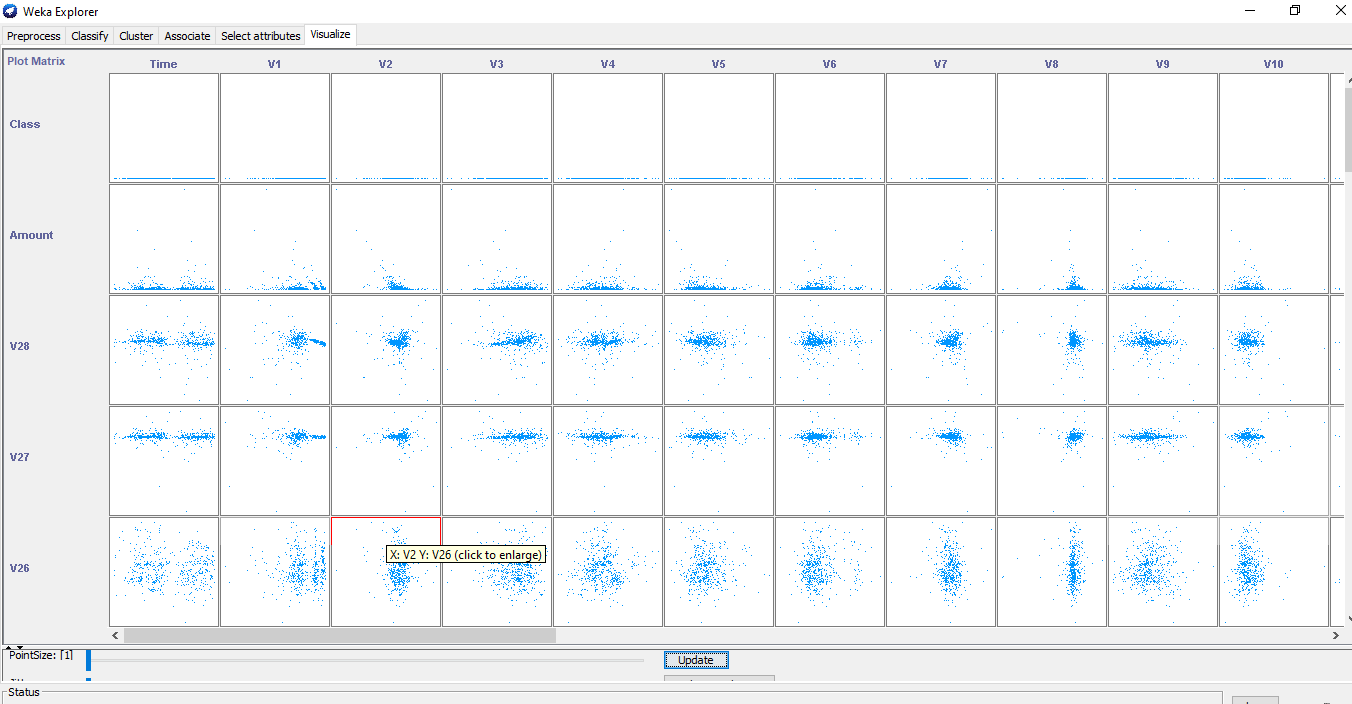 Weka Explorer
Preprocess Classify Cluster Associate Select attributes Visualize
Plot Matrix Time V1 V2 V3 V4 V5 V6 V7 V8 V9 V10
Class
Amount
V28
V27
X: V2 Y: V26 (click to enlarge)
V26
PointSize: [1]
Update
Status